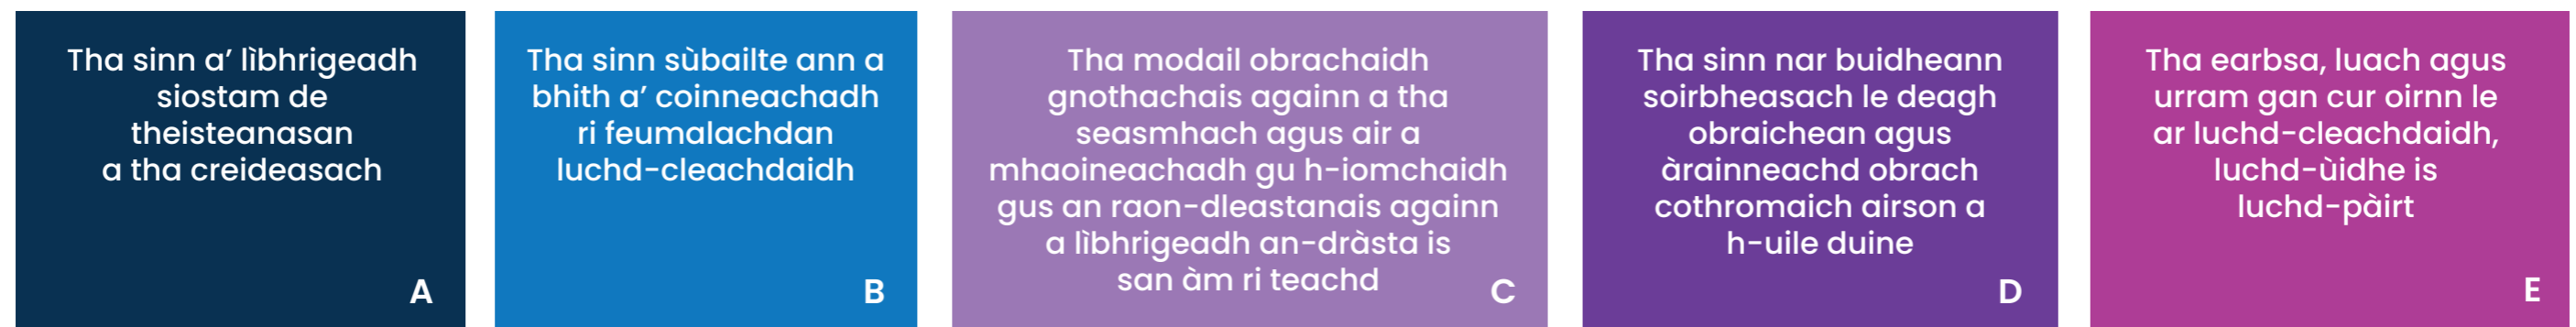 Tha sinn a’ lìbhrigeadh
siostam de
theisteanasan
a tha creideasach
A
Tha sinn sùbailte ann a
bhith a’ coinneachadh
ri feumalachdan
luchd-cleachdaidh
B
Tha modail obrachaidh
gnothachais againn a tha
seasmhach agus air a
mhaoineachadh gu h-iomchaidh
gus an raon-dleastanais againn
a lìbhrigeadh an-dràsta is
san àm ri teachd
C
Tha sinn nar buidheann
soirbheasach le deagh
obraichean agus
àrainneachd obrach
cothromaich airson a
h-uile duine
D
Tha earbsa, luach agus
urram gan cur oirnn le
ar luchd-cleachdaidh,
luchd-ùidhe is
luchd-pàirt
E